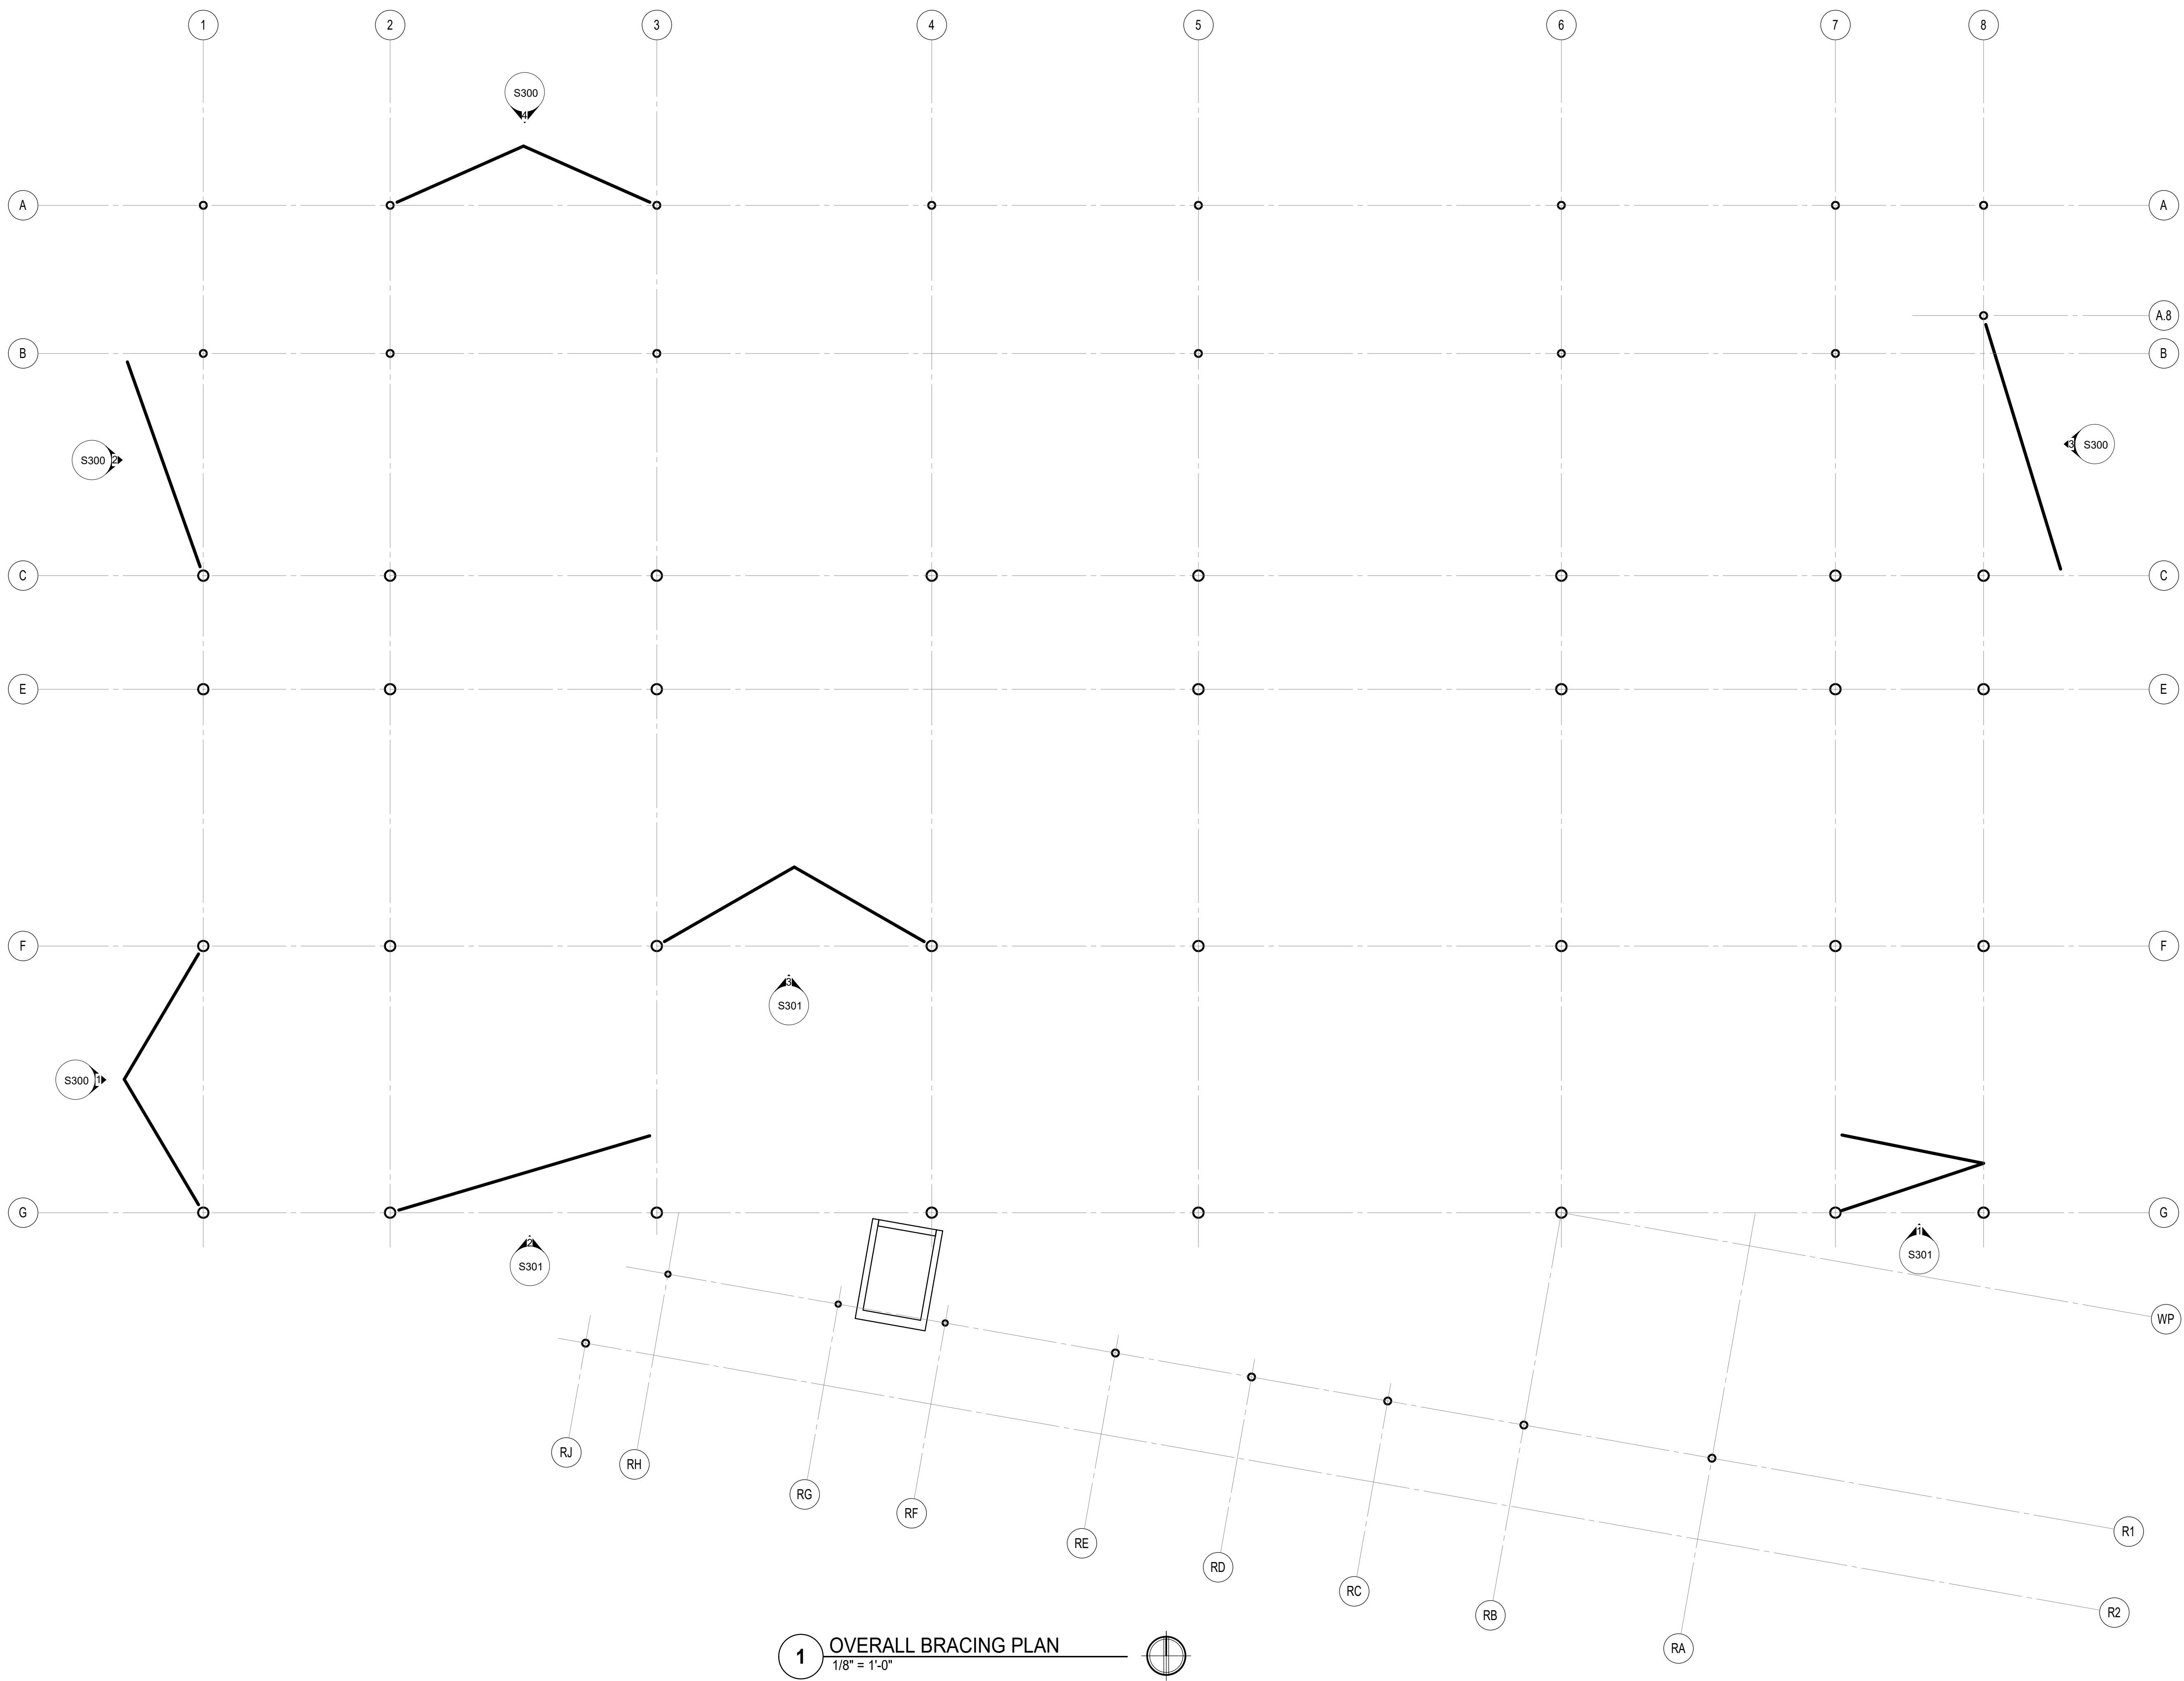 1 2 3 4 5 6 7 8
S300
4
A A
A.8
B B
S300 2
3 S300
C C
E E
F F
3
S301
S300 1
G G
2
S301
1
S301
WP
RJ
RH
RG
RF
R1
RE
RD
RC
R2
RB
RA
1 OVERALL BRACING PLAN
1/8" = 1'-0"